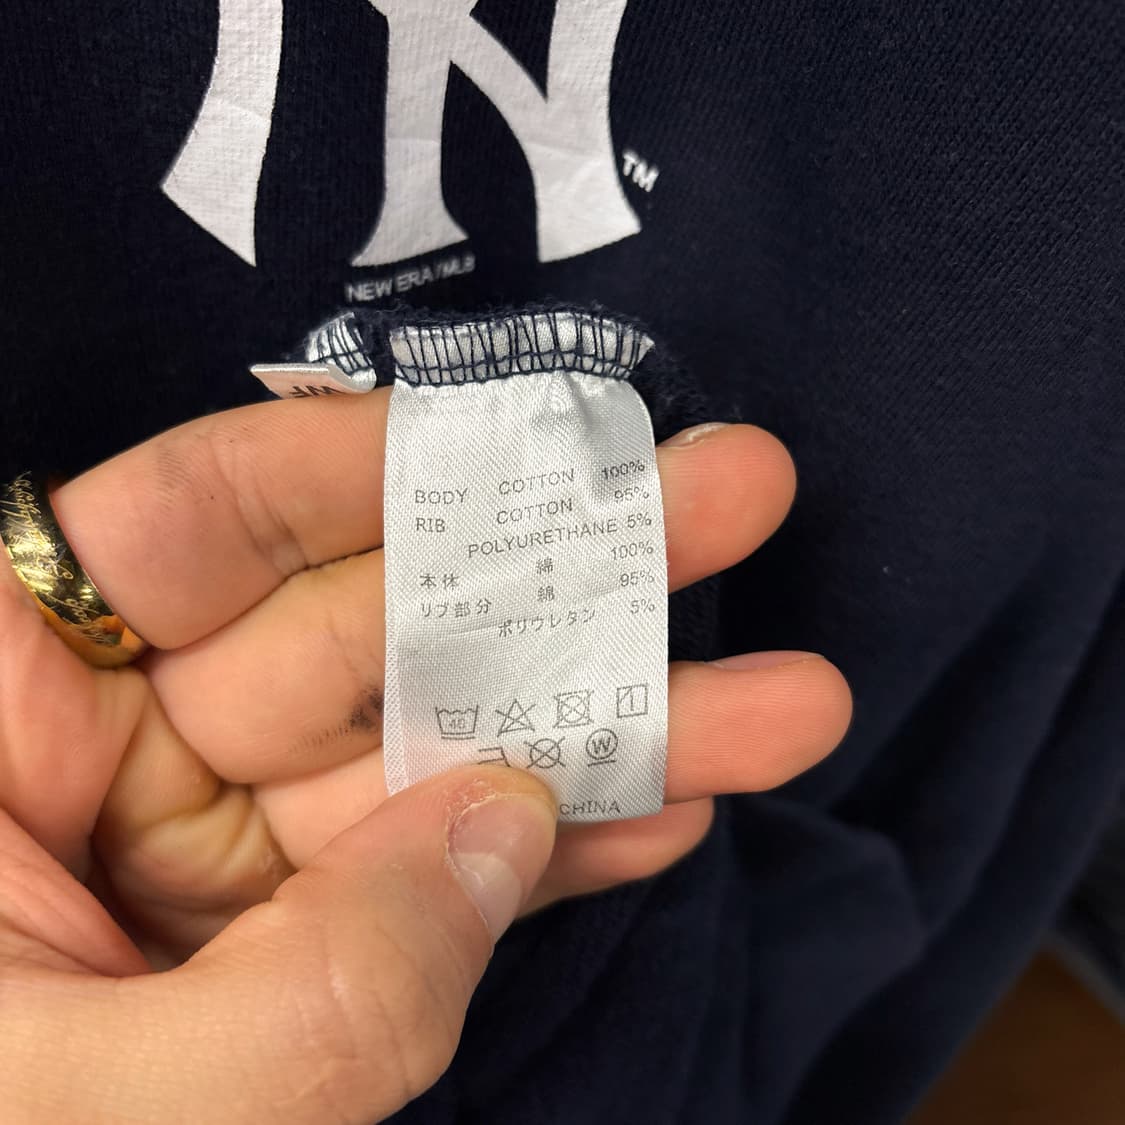 NY
TM
NEW ERA/MLB
BODY COTTON 100%
RIB COTTON 95%
POLYURETHANE 5%
本体 綿 100%
リブ部分 綿 95%
ポリウレタン 5%
40
W
CHINA